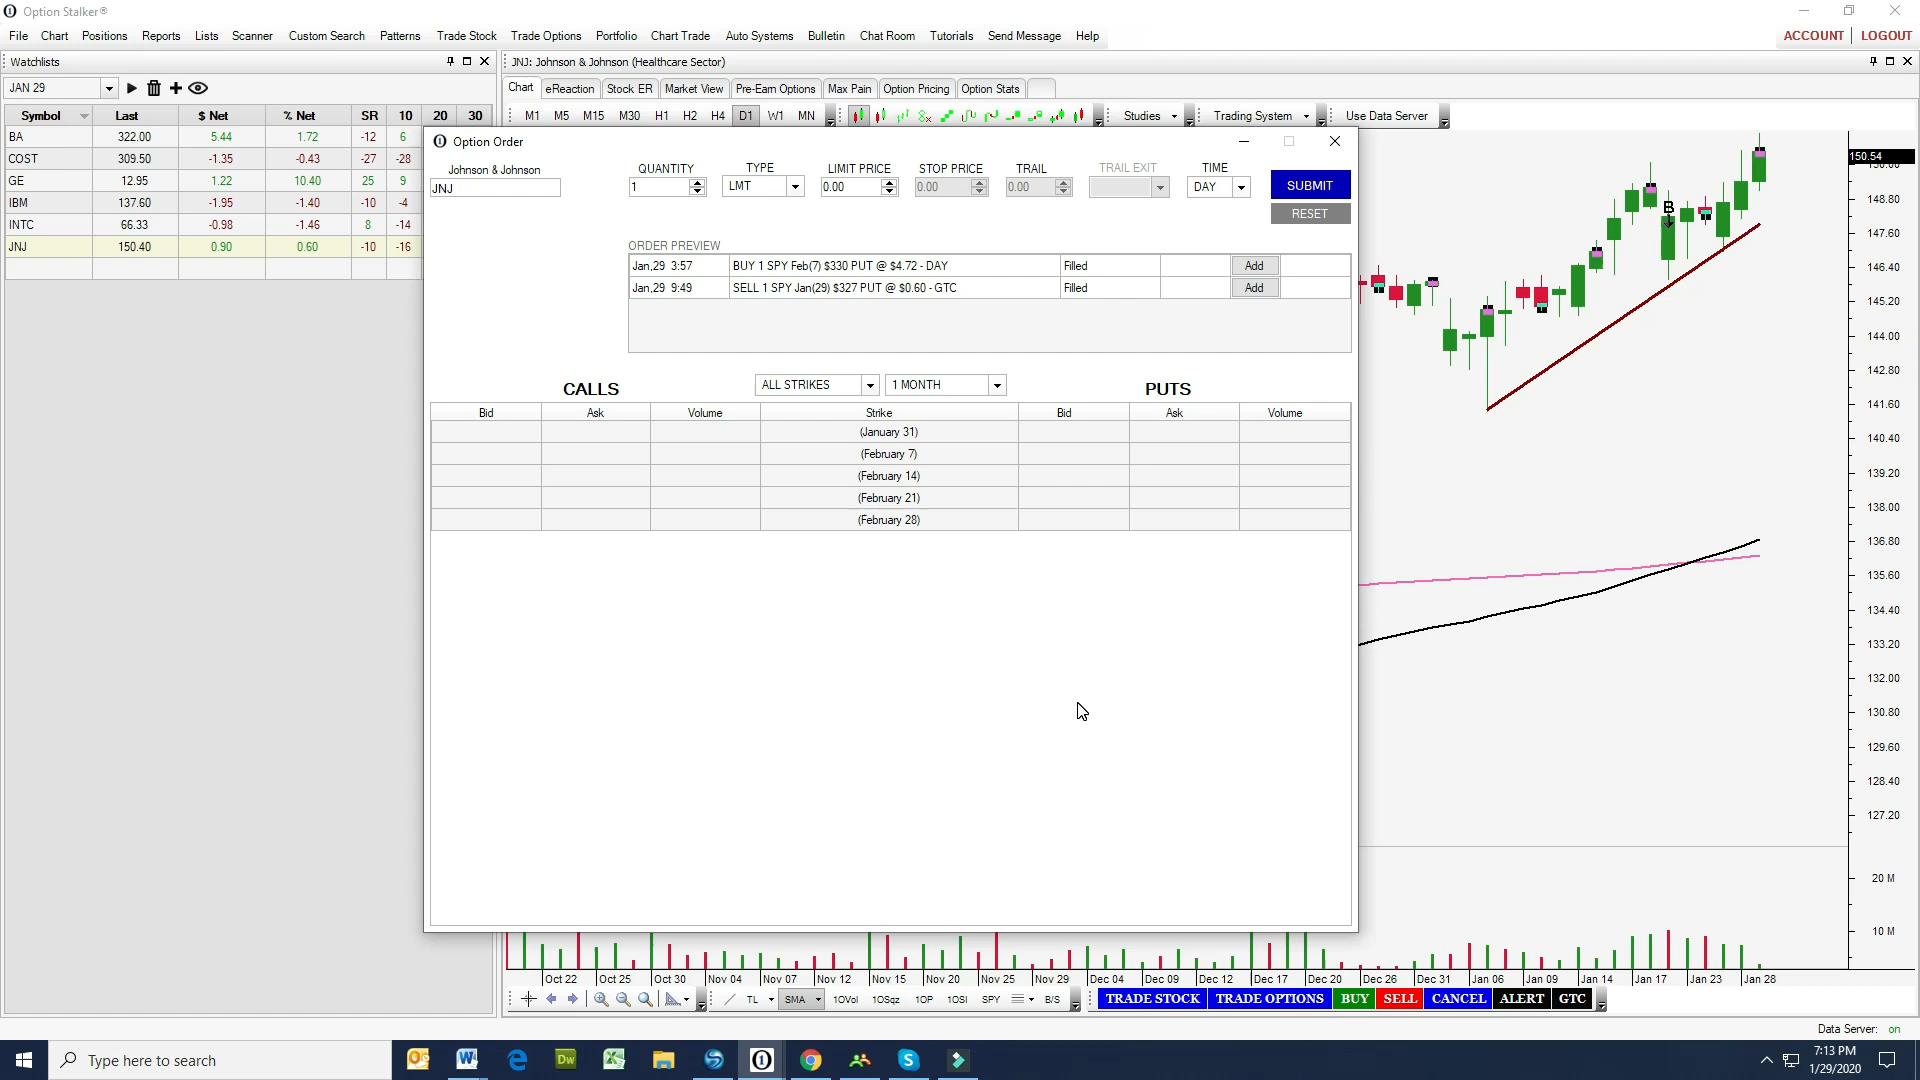 Option Stalker®
File Chart Positions Reports Lists Scanner Custom Search Patterns Trade Stock Trade Options Portfolio Chart Trade Auto Systems Bulletin Chat Room Tutorials Send Message Help ACCOUNT LOGOUT
Watchlists
JNJ: Johnson & Johnson (Healthcare Sector)
JAN 29
Chart eReaction Stock ER Market View Pre-Earn Options Max Pain Option Pricing Option Stats
Symbol Last $ Net % Net SR 10 20 30
M1 M5 M15 M30 H1 H2 H4 D1 W1 MN Studies Trading System Use Data Server
BA 322.00 5.44 1.72 -12 6
COST 309.50 -1.35 -0.43 -27 -28
GE 12.95 1.22 10.40 25 9
IBM 137.60 -1.95 -1.40 -10 -4
INTC 66.33 -0.98 -1.46 8 -14
JNJ 150.40 0.90 0.60 -10 -16
Option Order
Johnson & Johnson QUANTITY TYPE LIMIT PRICE STOP PRICE TRAIL TRAIL EXIT TIME
JNJ 1 LMT 0.00 0.00 0.00 DAY SUBMIT
RESET
ORDER PREVIEW
Jan,29 3:57 BUY 1 SPY Feb(7) $330 PUT @ $4.72 - DAY Filled Add
Jan,29 9:49 SELL 1 SPY Jan(29) $327 PUT @ $0.60 - GTC Filled Add
CALLS ALL STRIKES 1 MONTH PUTS
Bid Ask Volume Strike Bid Ask Volume
(January 31)
(February 7)
(February 14)
(February 21)
(February 28)
B
150.54
148.80
147.60
146.40
145.20
144.00
142.80
141.60
140.40
139.20
138.00
136.80
135.60
134.40
133.20
132.00
130.80
129.60
128.40
127.20
20 M
10 M
Oct 22 Oct 25 Oct 30 Nov 04 Nov 07 Nov 12 Nov 15 Nov 20 Nov 25 Nov 29 Dec 04 Dec 09 Dec 12 Dec 17 Dec 20 Dec 26 Dec 31 Jan 06 Jan 09 Jan 14 Jan 17 Jan 23 Jan 28
TL SMA 1OVol 1OSqz 1OP 1OSI SPY B/S TRADE STOCK TRADE OPTIONS BUY SELL CANCEL ALERT GTC
Data Server: on
Type here to search
7:13 PM
1/29/2020